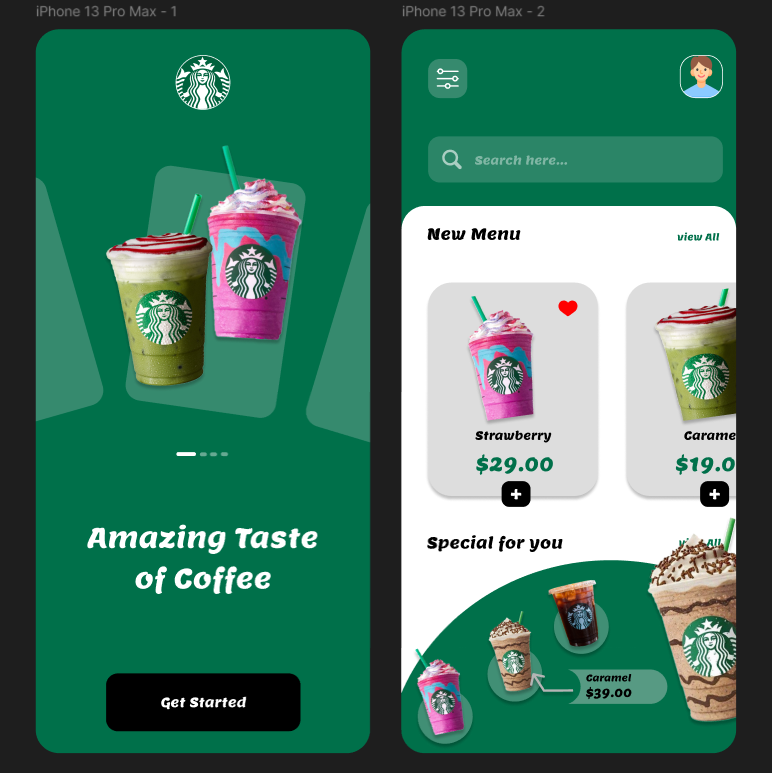 iPhone 13 Pro Max - 1
Amazing Taste
of Coffee
Get Started
iPhone 13 Pro Max - 2
Search here...
New Menu
view All
Strawberry
$29.00
Carame
$19.0
Special for you
All
Caramel
$39.00